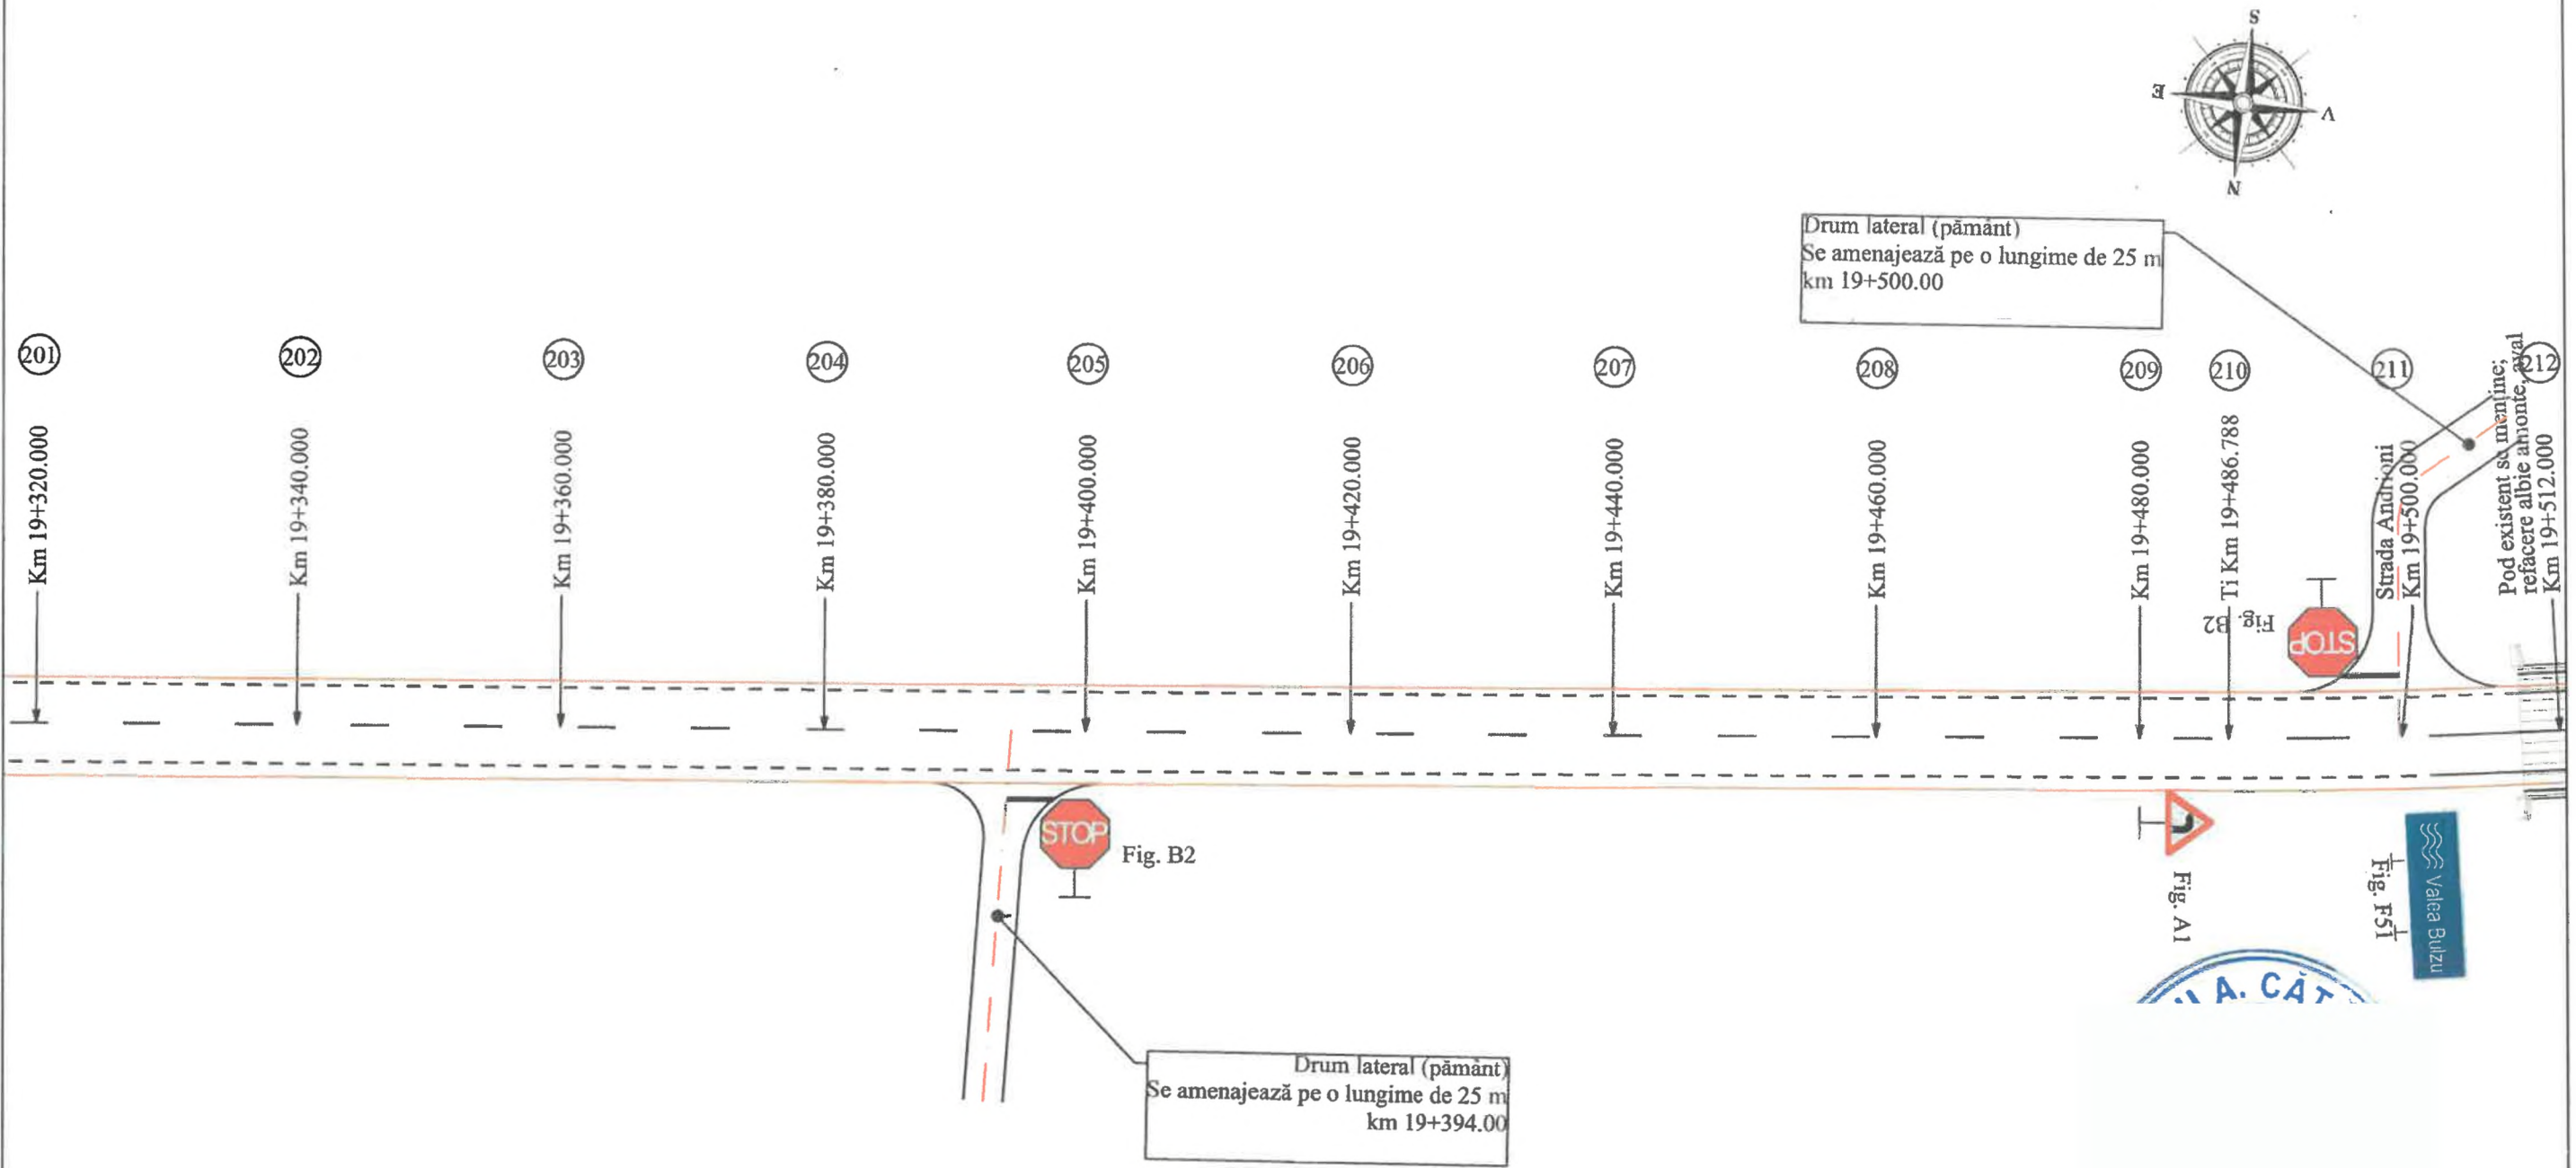 S
E
V
N
Drum lateral (pământ)
Se amenajează pe o lungime de 25 m
km 19+500.00
201
202
203
204
205
206
207
208
209
210
211
212
Km 19+320.000
Km 19+340.000
Km 19+360.000
Km 19+380.000
Km 19+400.000
Km 19+420.000
Km 19+440.000
Km 19+460.000
Km 19+480.000
Ti Km 19+486.788
Strada Andrioni
Km 19+500.000
Pod existent se menține;
refacere albie amonte, aval
Km 19+512.000
Fig. B2
STOP
STOP
Fig. B2
Fig. A1
Fig. F51
Valea Bulzu
A. CĂT
Drum lateral (pământ)
Se amenajează pe o lungime de 25 m
km 19+394.00